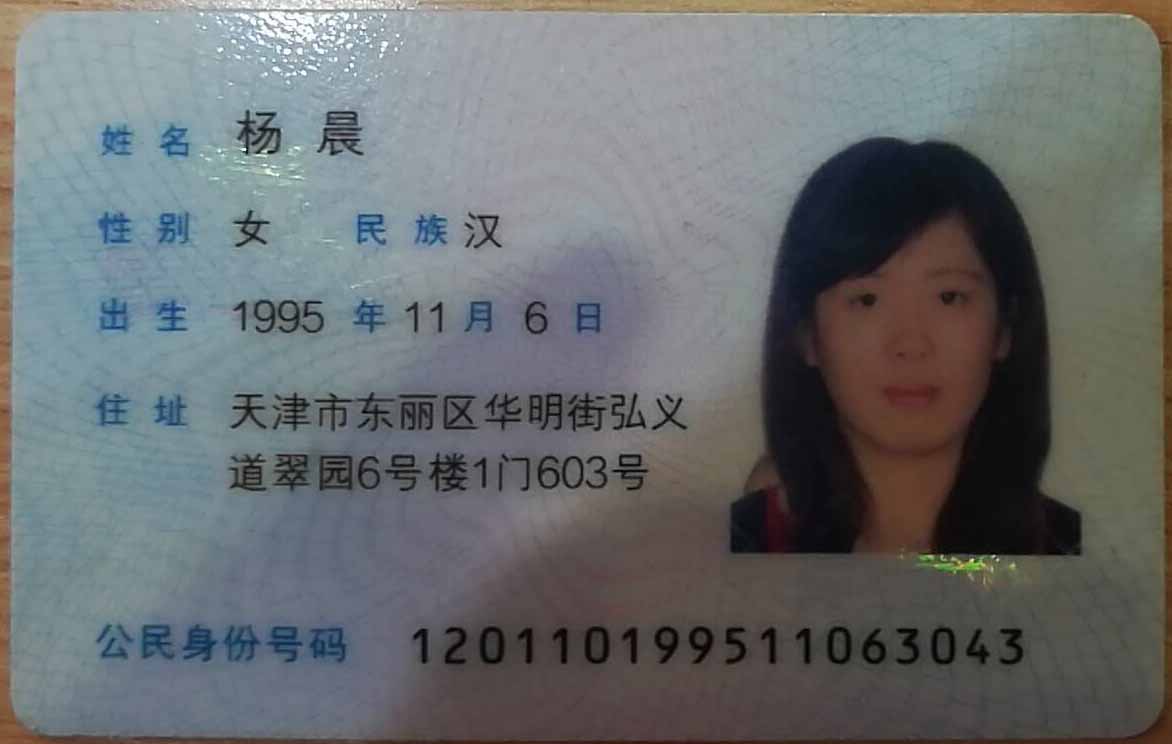 姓名 杨晨
性别 女 民族 汉
出生 1995 年 11 月 6 日
住址 天津市东丽区华明街弘义
道翠园6号楼1门603号
公民身份号码 120110199511063043